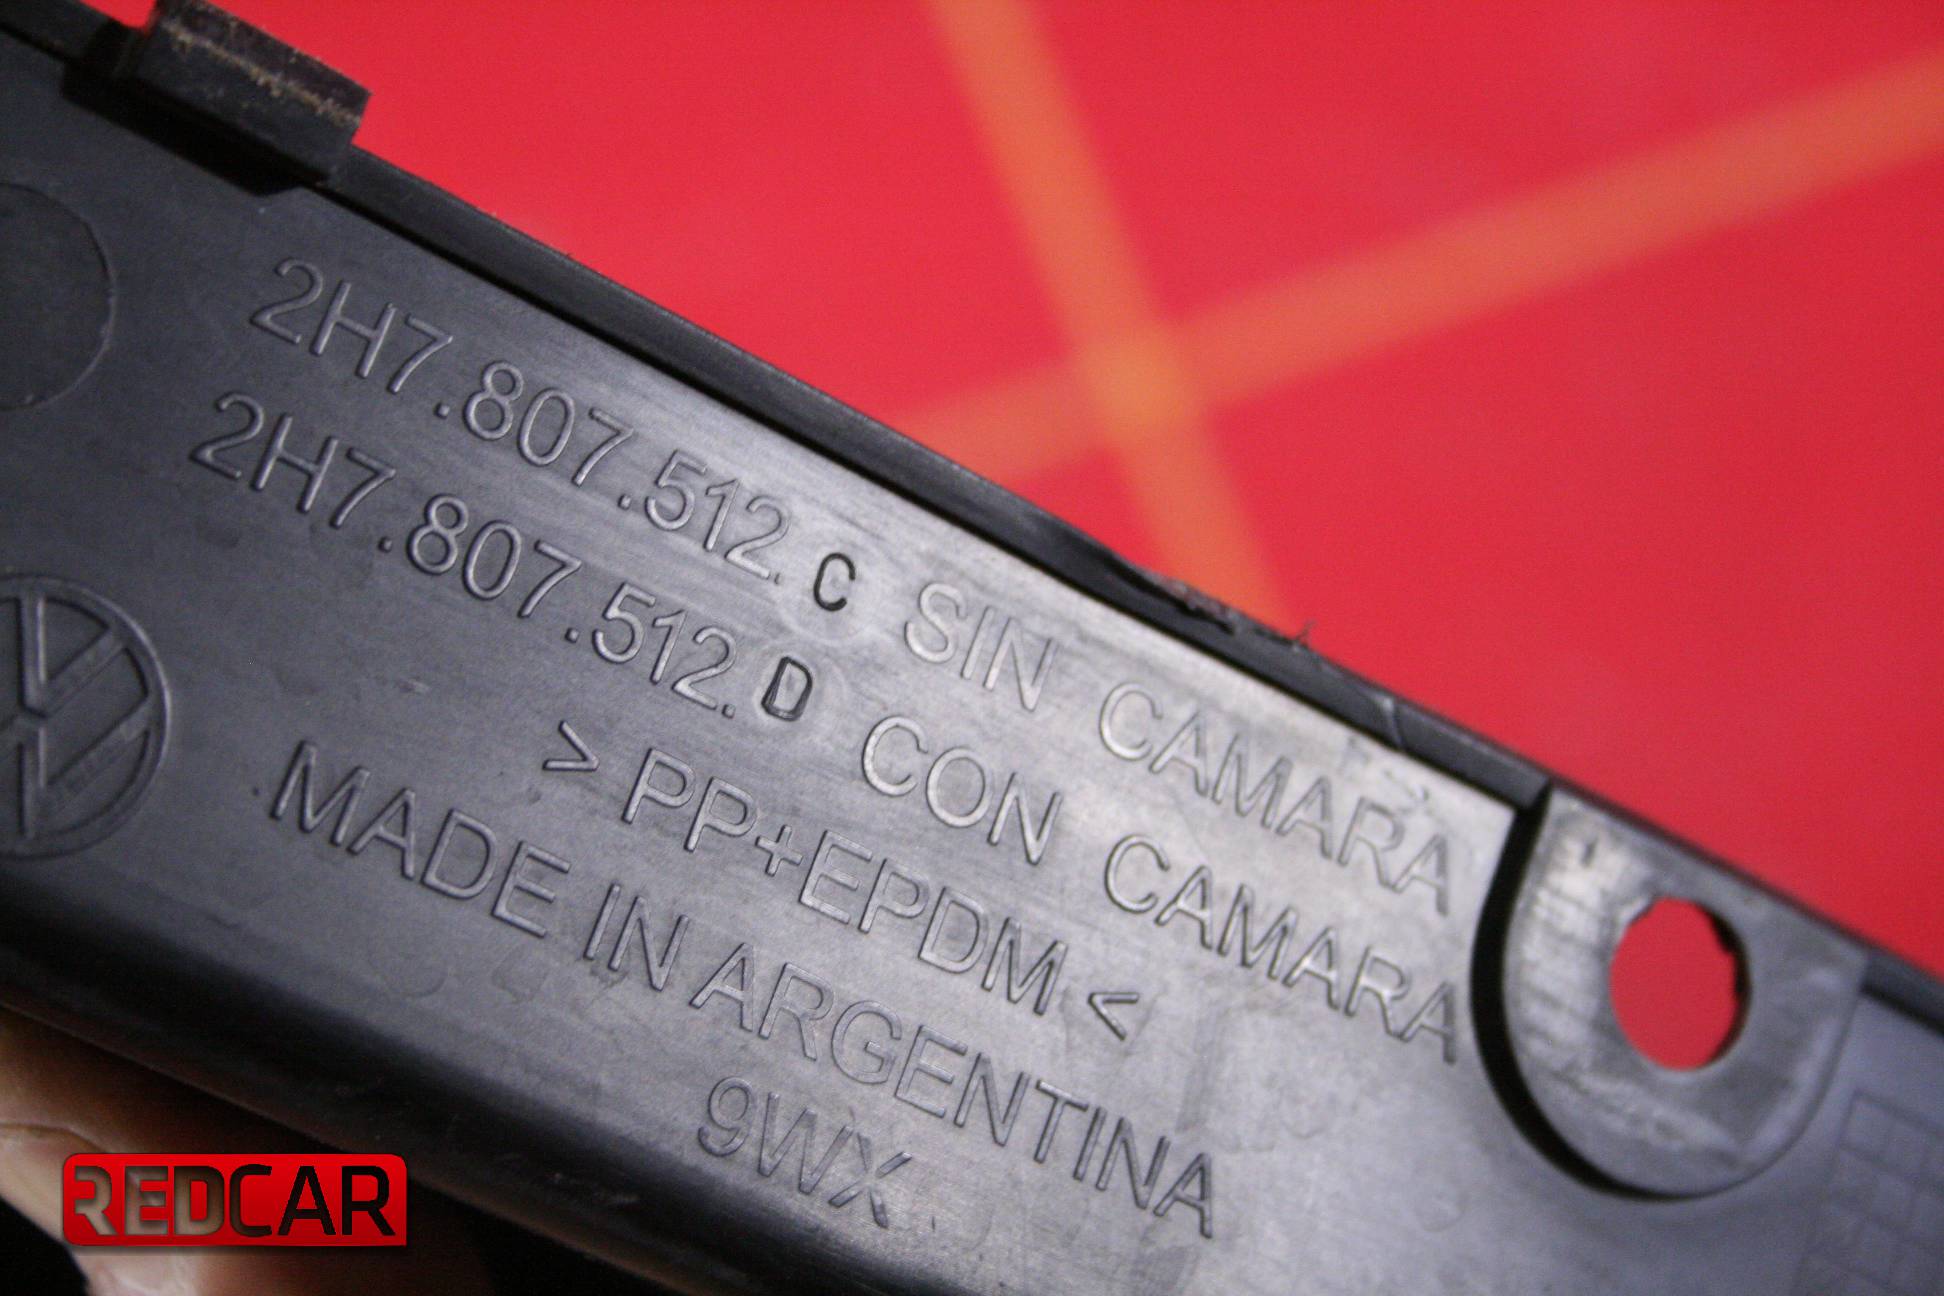 2H7.807.512.C SIN CAMARA
2H7.807.512.D CON CAMARA
> PP+EPDM <
MADE IN ARGENTINA
9WX
REDCAR